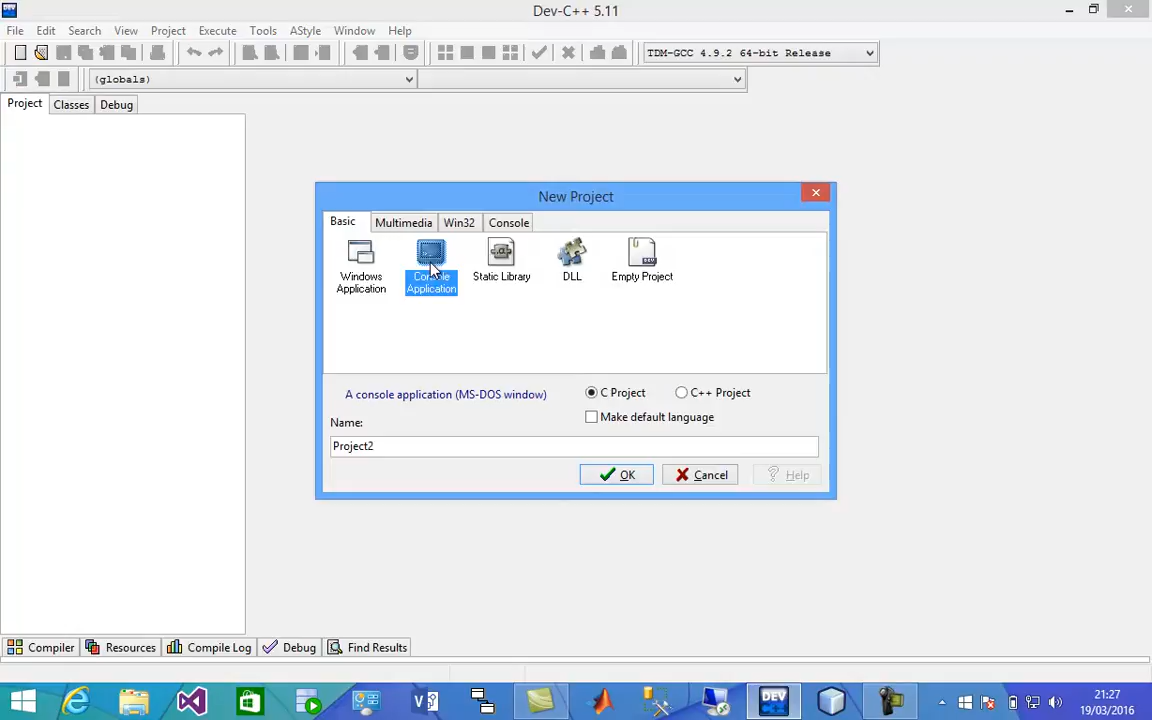 Dev-C++ 5.11
File Edit Search View Project Execute Tools AStyle Window Help
TDM-GCC 4.9.2 64-bit Release
(globals)
Project Classes Debug
New Project
Basic Multimedia Win32 Console
Windows Application
Console Application
Static Library
DLL
Empty Project
A console application (MS-DOS window)
C Project C++ Project
Make default language
Name:
Project2
OK Cancel Help
Compiler Resources Compile Log Debug Find Results
21:27
19/03/2016